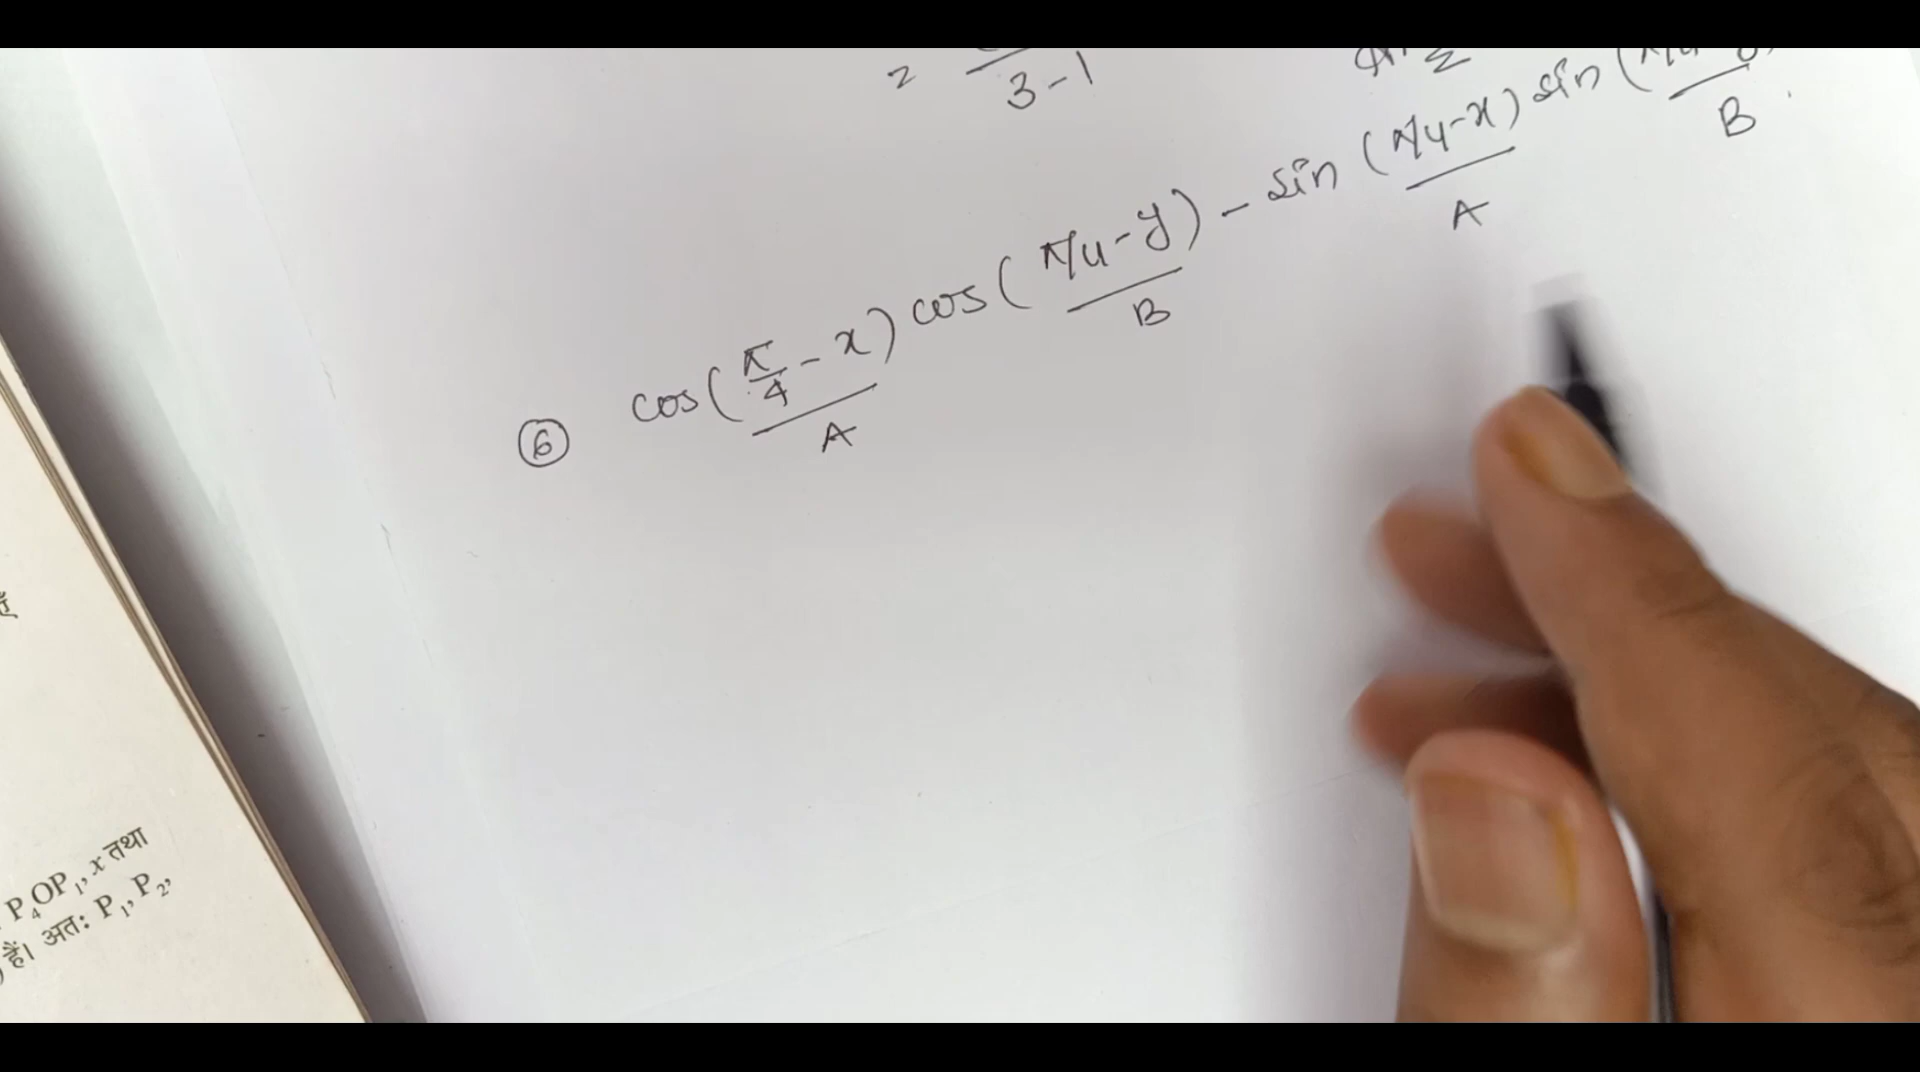 = 3-1
⑥ cos(π/4 - x) cos(π/4 - y) - sin(π/4 - x) sin
A B A B
P₄OP₁, x तथा
हैं। अतः P₁, P₂,